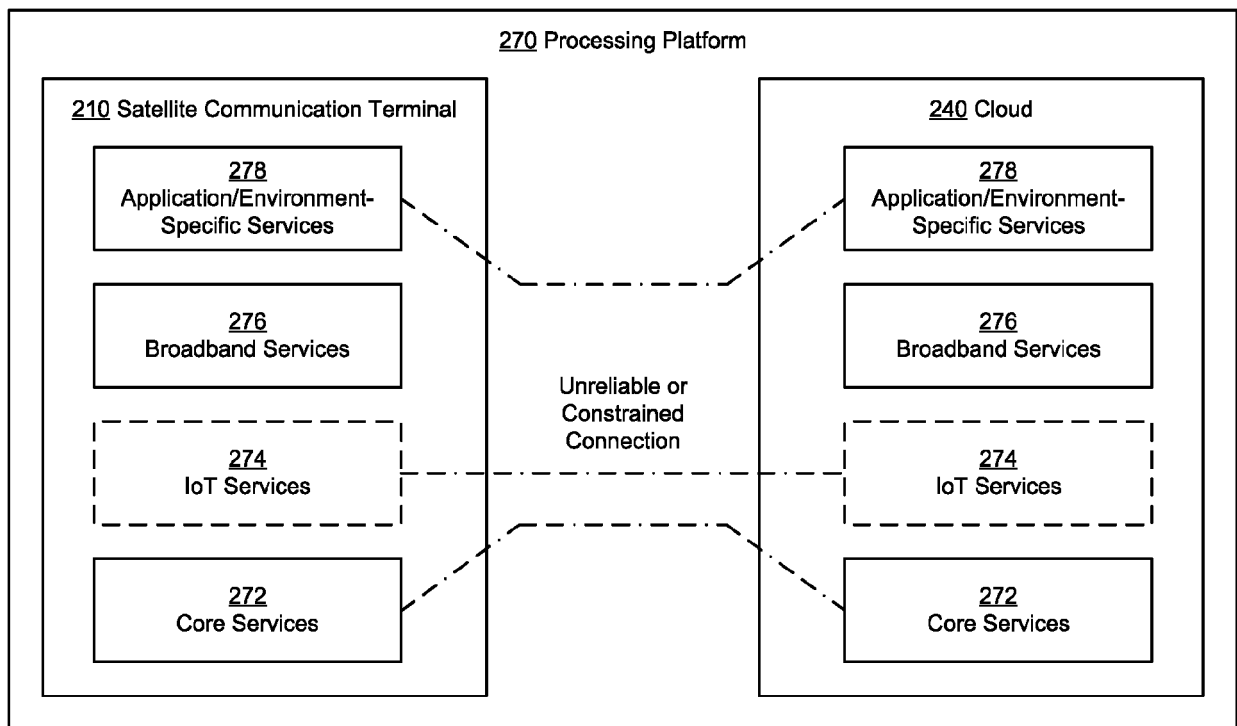 270 Processing Platform
210 Satellite Communication Terminal
278
Application/Environment-
Specific Services
276
Broadband Services
274
IoT Services
272
Core Services
Unreliable or
Constrained
Connection
240 Cloud
278
Application/Environment-
Specific Services
276
Broadband Services
274
IoT Services
272
Core Services